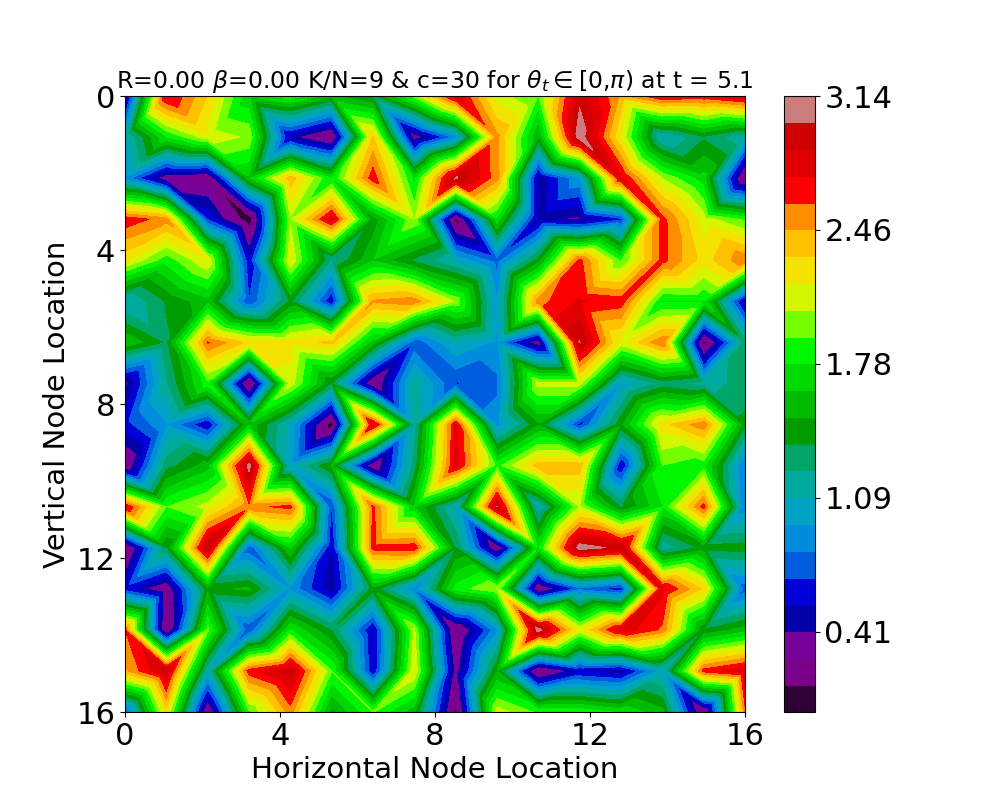 R=0.00 β=0.00 K/N=9 & c=30 for θₜ ∈ [0,π) at t = 5.1
0
4
8
12
16
Vertical Node Location
0 4 8 12 16
Horizontal Node Location
3.14
2.46
1.78
1.09
0.41